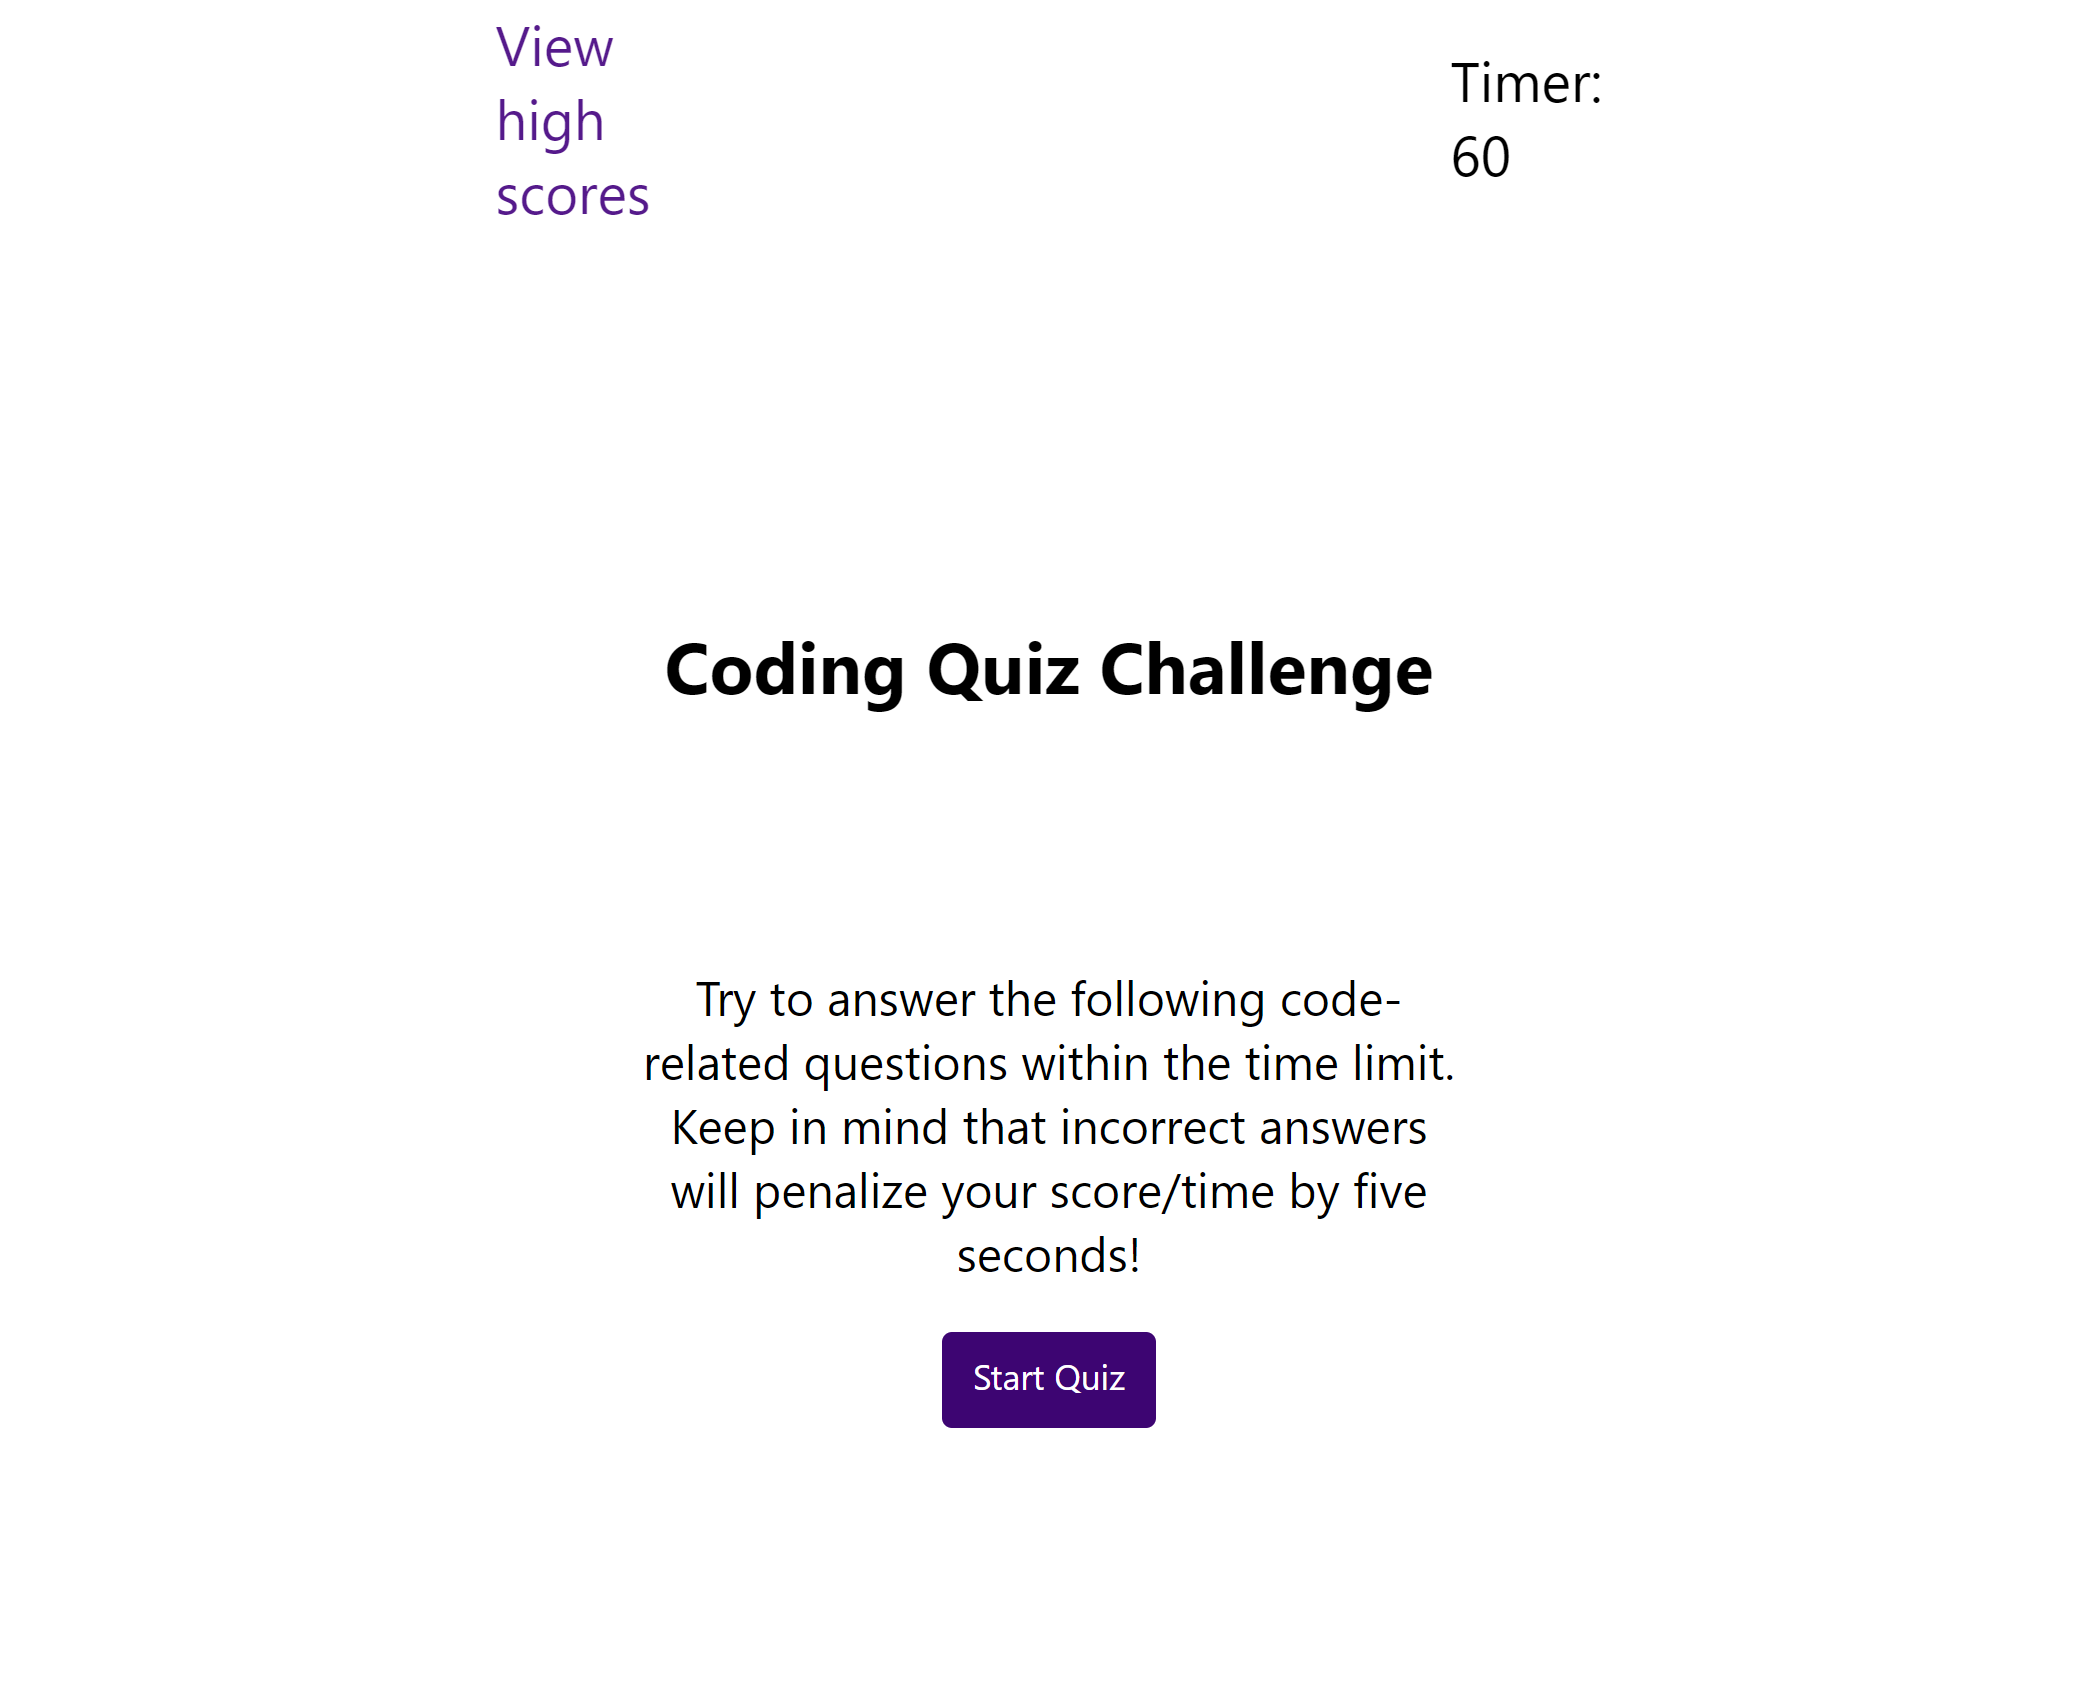 View
high
scores
Timer:
60
Coding Quiz Challenge
Try to answer the following code-
related questions within the time limit.
Keep in mind that incorrect answers
will penalize your score/time by five
seconds!
Start Quiz